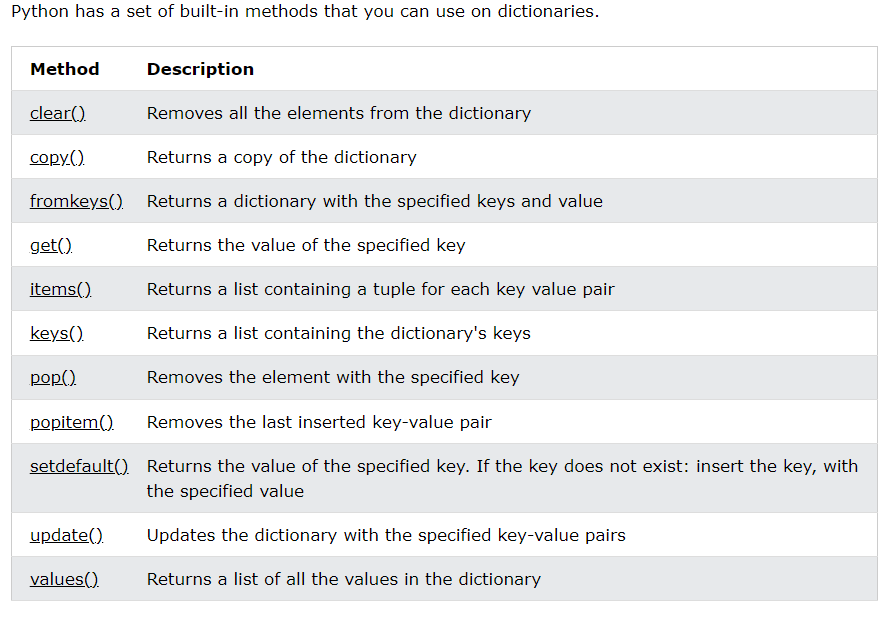 Python has a set of built-in methods that you can use on dictionaries.
Method Description
clear() Removes all the elements from the dictionary
copy() Returns a copy of the dictionary
fromkeys() Returns a dictionary with the specified keys and value
get() Returns the value of the specified key
items() Returns a list containing a tuple for each key value pair
keys() Returns a list containing the dictionary's keys
pop() Removes the element with the specified key
popitem() Removes the last inserted key-value pair
setdefault() Returns the value of the specified key. If the key does not exist: insert the key, with
the specified value
update() Updates the dictionary with the specified key-value pairs
values() Returns a list of all the values in the dictionary